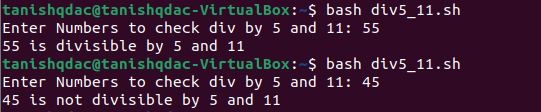 tanishqdac@tanishqdac-VirtualBox:~$ bash div5_11.sh
Enter Numbers to check div by 5 and 11: 55
55 is divisible by 5 and 11
tanishqdac@tanishqdac-VirtualBox:~$ bash div5_11.sh
Enter Numbers to check div by 5 and 11: 45
45 is not divisible by 5 and 11